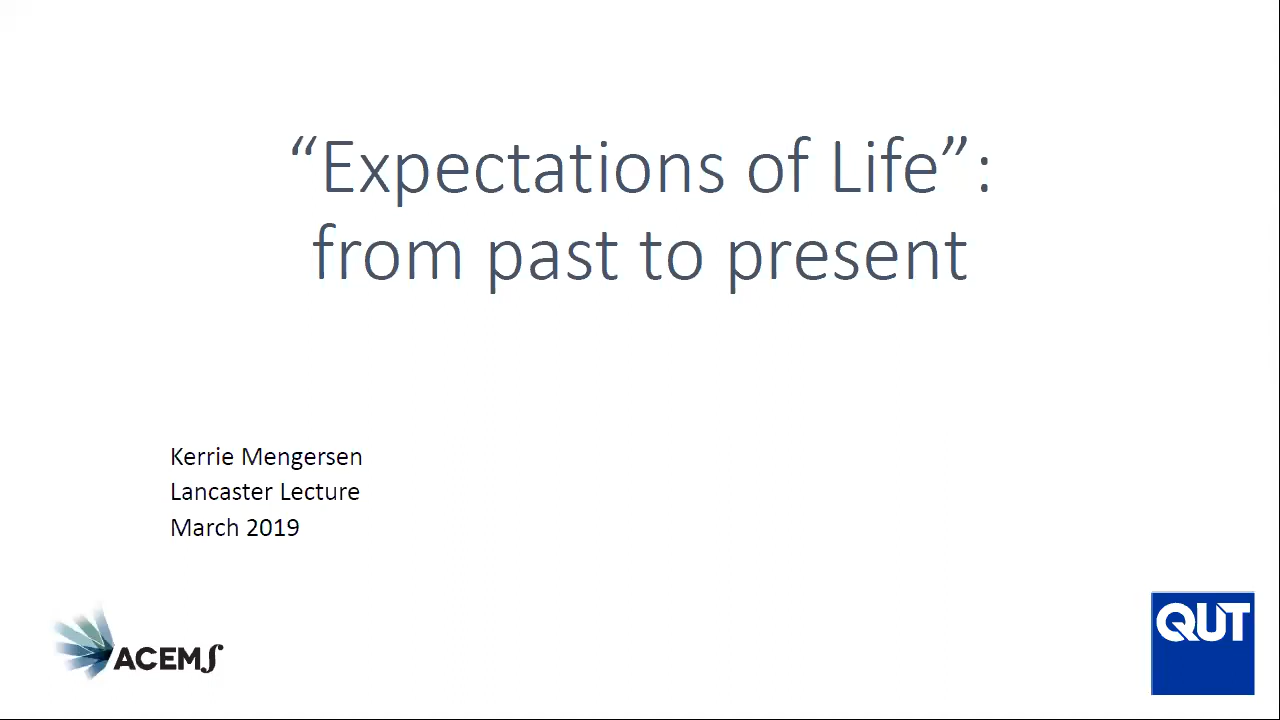 “Expectations of Life”:
from past to present
Kerrie Mengersen
Lancaster Lecture
March 2019
ACEMS
QUT